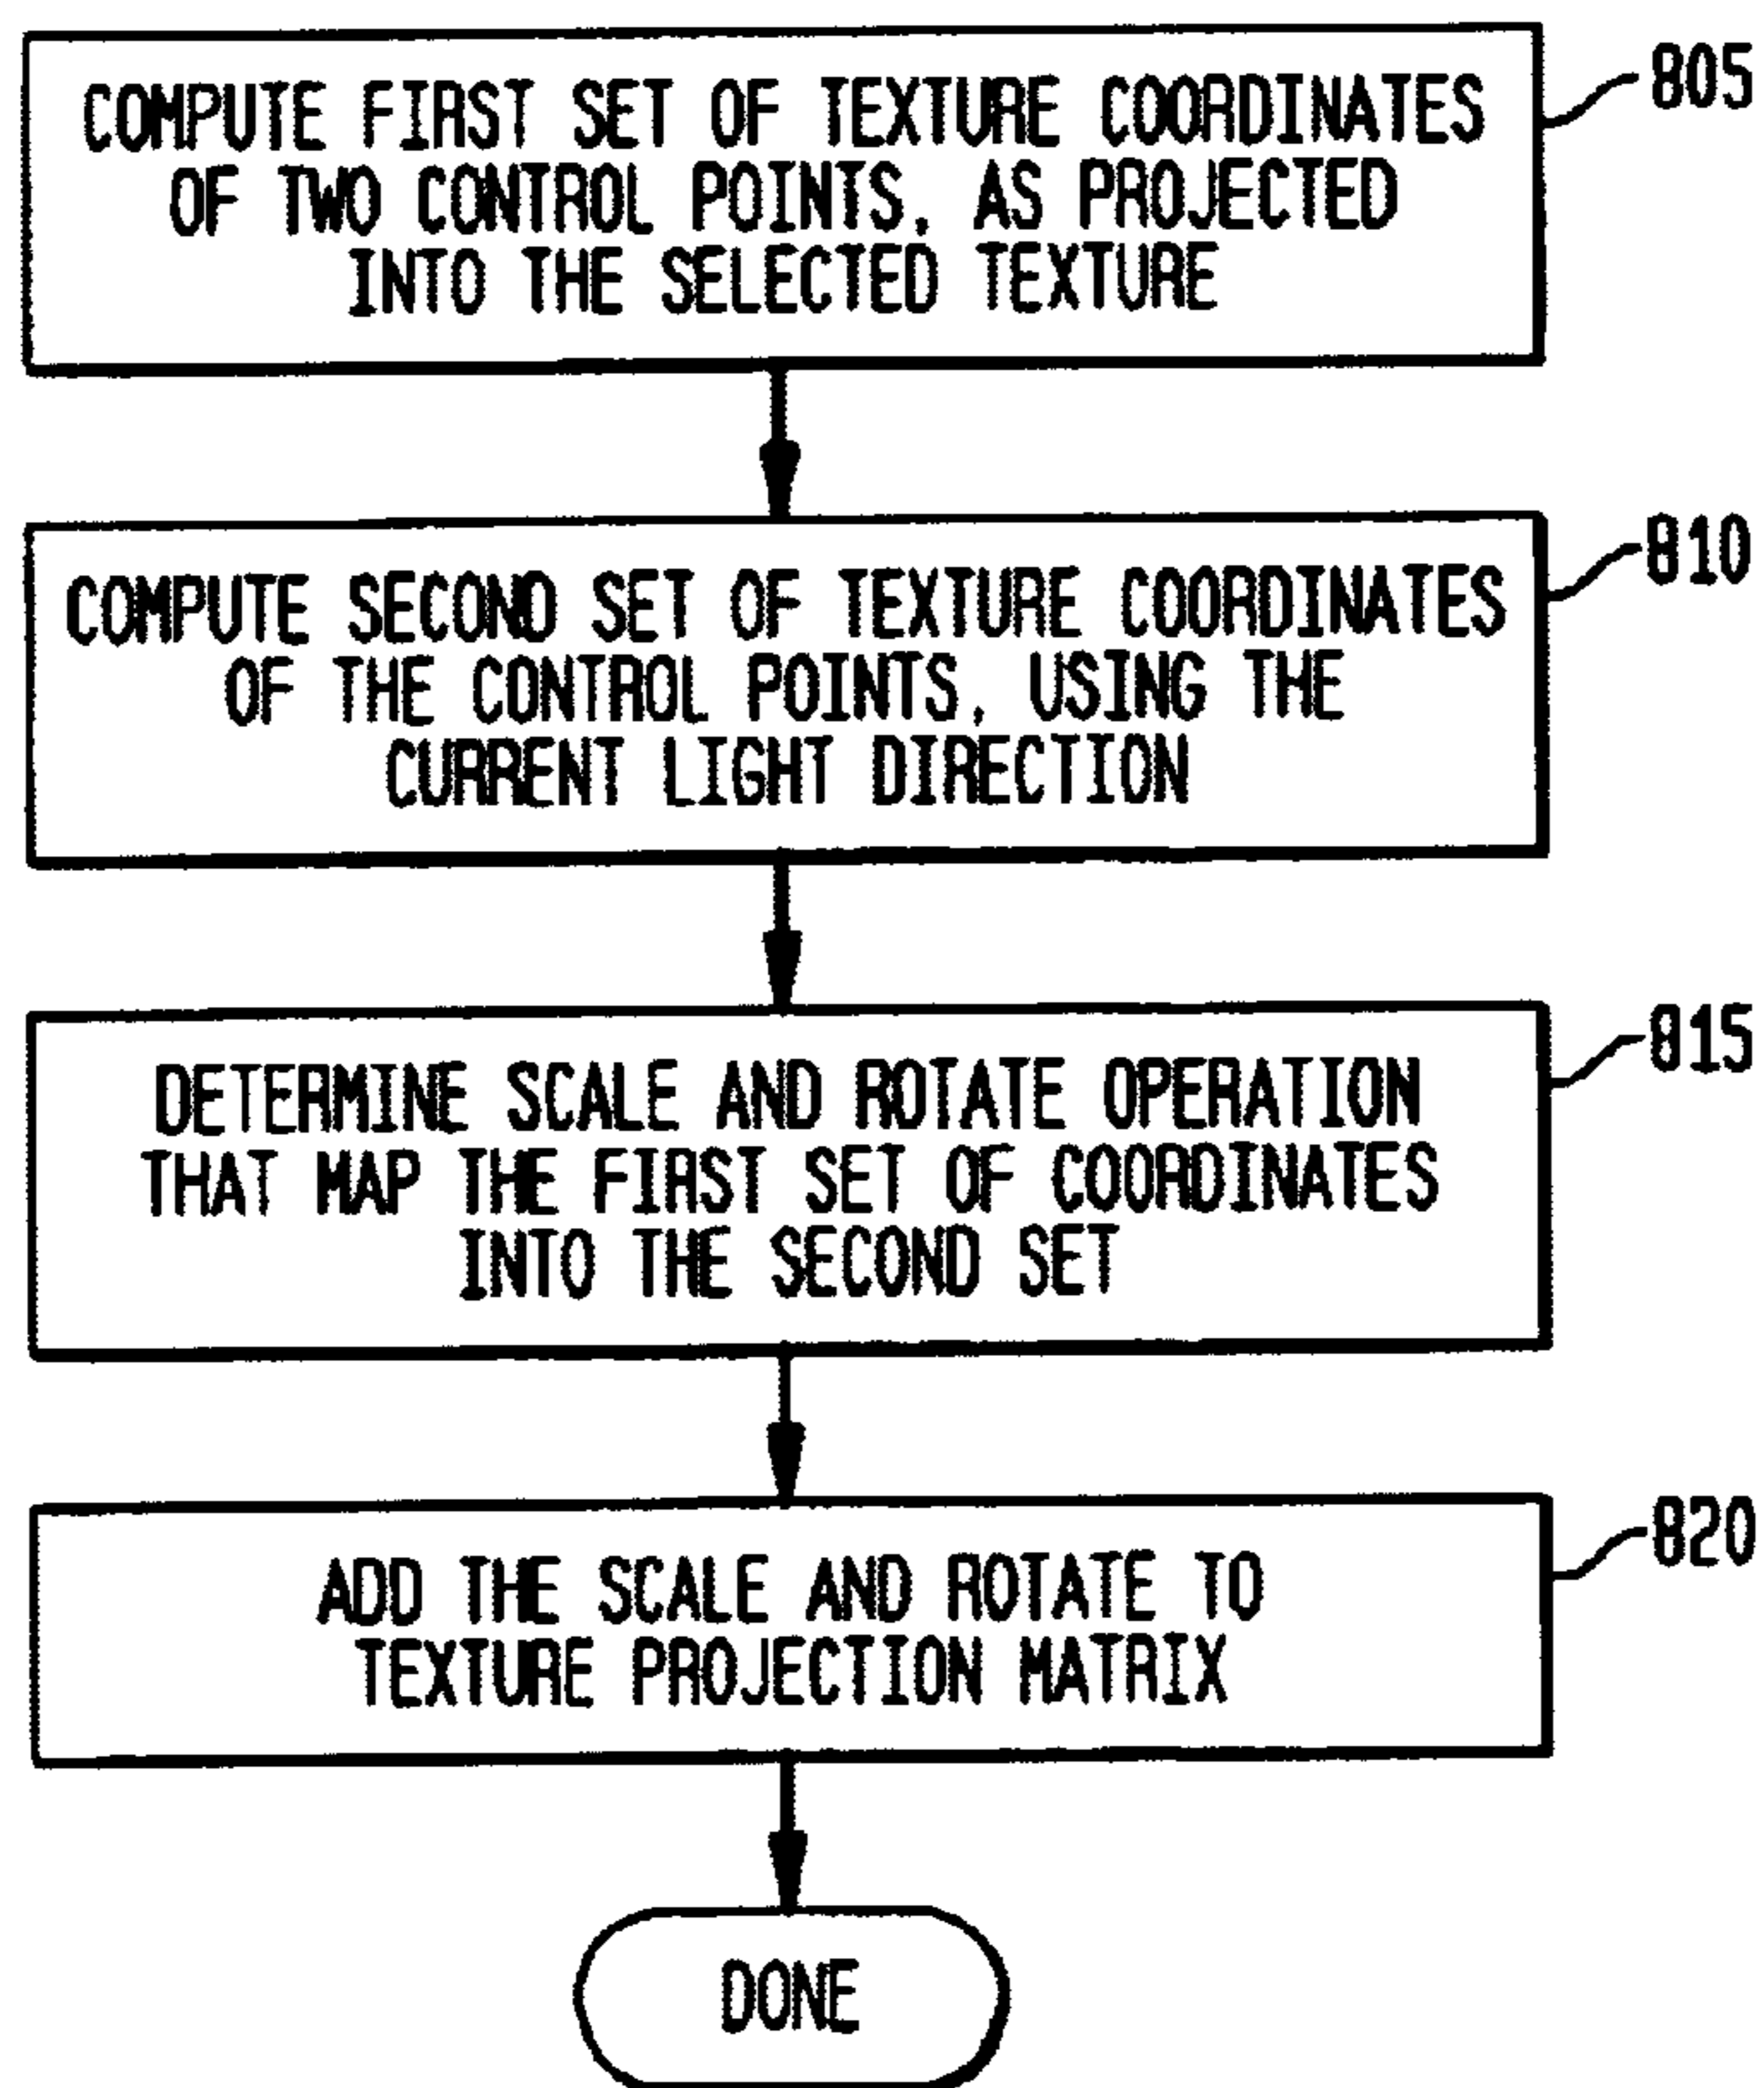 COMPUTE FIRST SET OF TEXTURE COORDINATES
OF TWO CONTROL POINTS, AS PROJECTED
INTO THE SELECTED TEXTURE
805
COMPUTE SECOND SET OF TEXTURE COORDINATES
OF THE CONTROL POINTS, USING THE
CURRENT LIGHT DIRECTION
810
DETERMINE SCALE AND ROTATE OPERATION
THAT MAP THE FIRST SET OF COORDINATES
INTO THE SECOND SET
815
ADD THE SCALE AND ROTATE TO
TEXTURE PROJECTION MATRIX
820
DONE